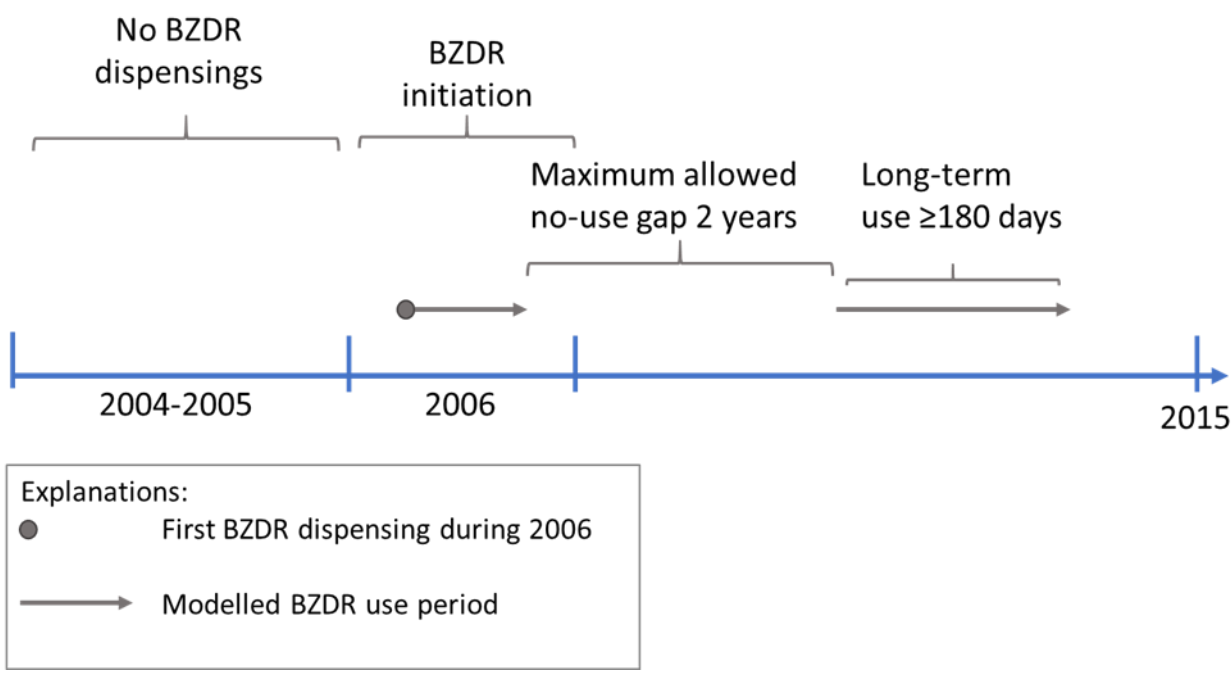 No BZDR
dispensings
BZDR
initiation
Maximum allowed
no-use gap 2 years
Long-term
use ≥180 days
2004-2005
2006
2015
Explanations:
First BZDR dispensing during 2006
Modelled BZDR use period